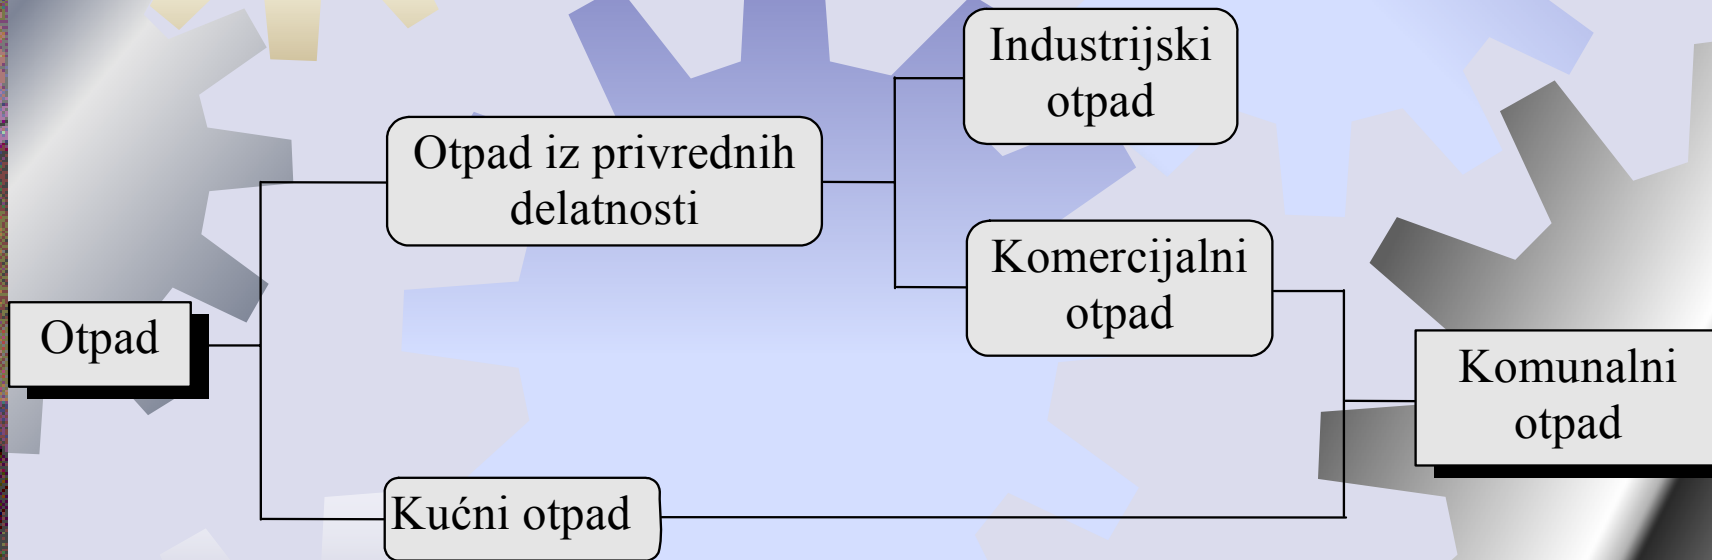 Industrijski
otpad
Otpad iz privrednih
delatnosti
Komercijalni
otpad
Otpad
Komunalni
otpad
Kućni otpad